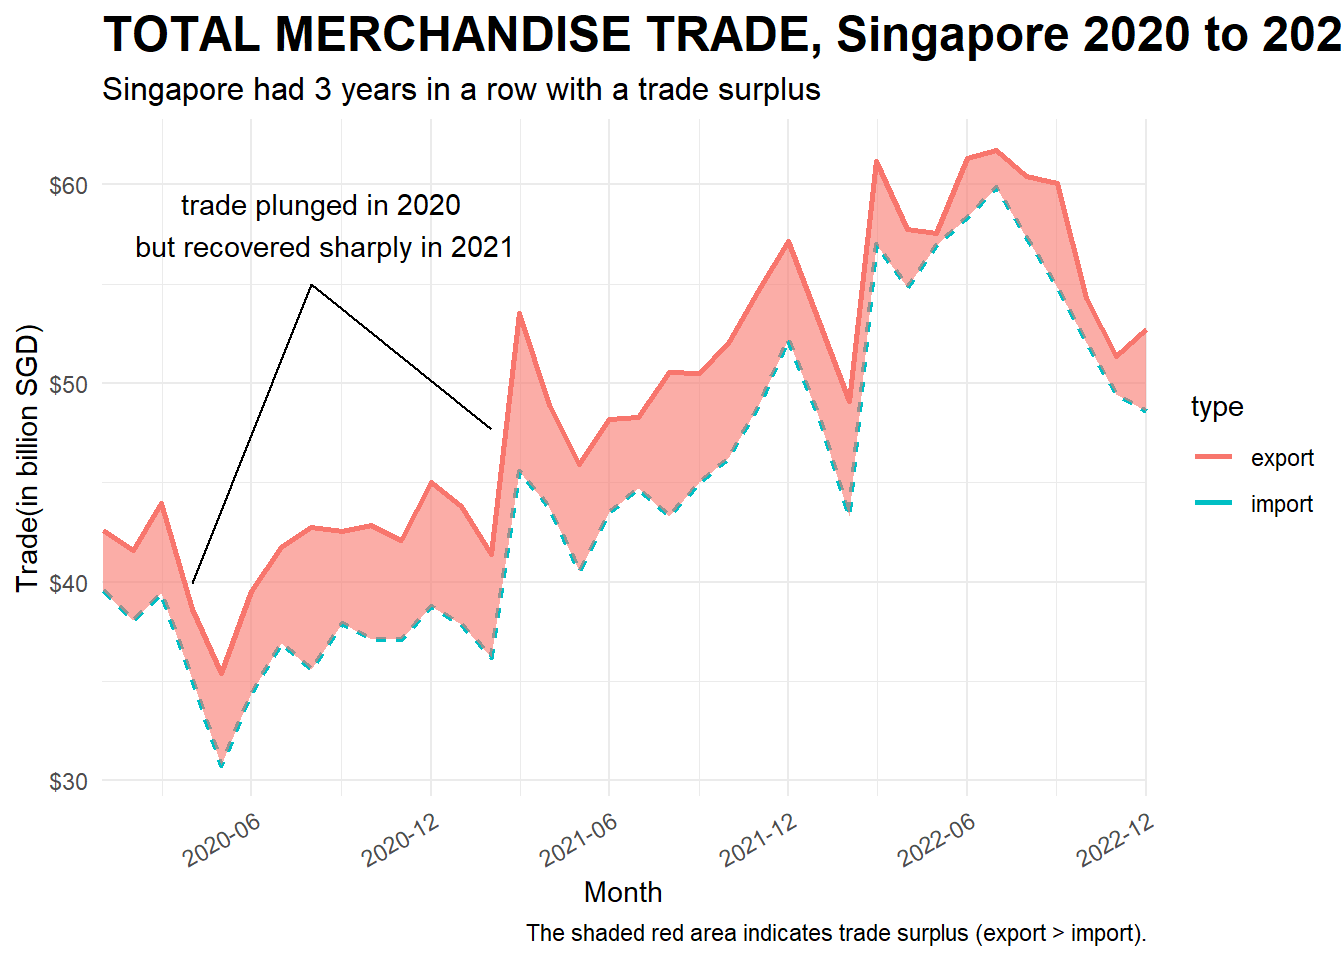 TOTAL MERCHANDISE TRADE, Singapore 2020 to 202
Singapore had 3 years in a row with a trade surplus
trade plunged in 2020
but recovered sharply in 2021
Trade(in billion SGD)
$60
$50
$40
$30
type
export
import
2020-06
2020-12
2021-06
2021-12
2022-06
2022-12
Month
The shaded red area indicates trade surplus (export > import).